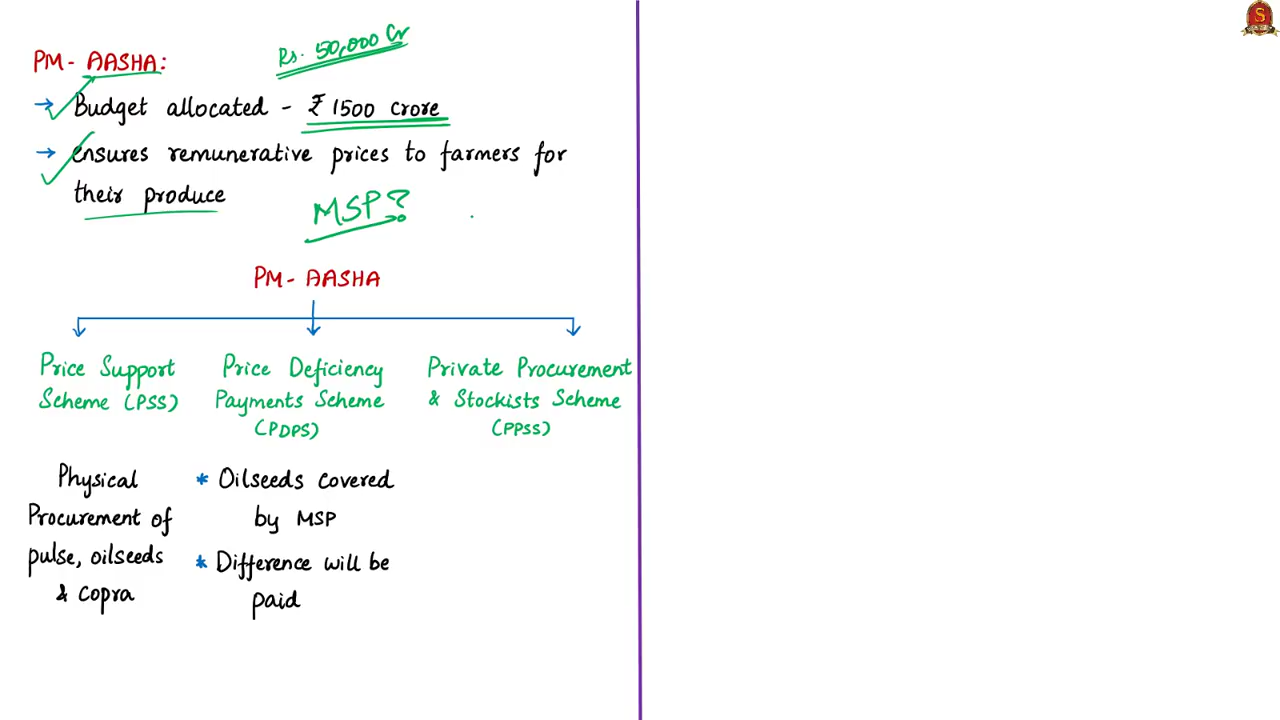 Rs. 50,000 Cr
PM- AASHA:
→ Budget allocated - ₹1500 crore
→ ensures remunerative prices to farmers for
their produce
MSP?
PM- AASHA
Price Support
Scheme (PSS)
Price Deficiency
Payments Scheme
(PDPS)
Private Procurement
& Stockists Scheme
(PPSS)
Physical
Procurement of
pulse, oilseeds
& copra
* Oilseeds covered
by MSP
* Difference will be
paid
S